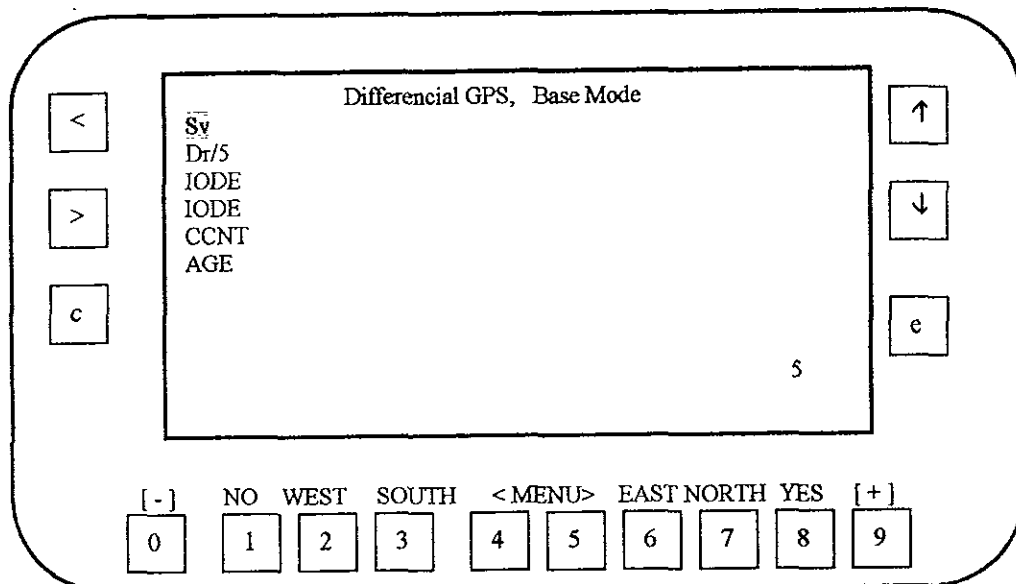 Differencial GPS, Base Mode
<
Sv
↑
Dr/5
IODE
>
IODE
↓
CCNT
AGE
c
e
5
[ - ] NO WEST SOUTH < MENU> EAST NORTH YES [ + ]
0 1 2 3 4 5 6 7 8 9